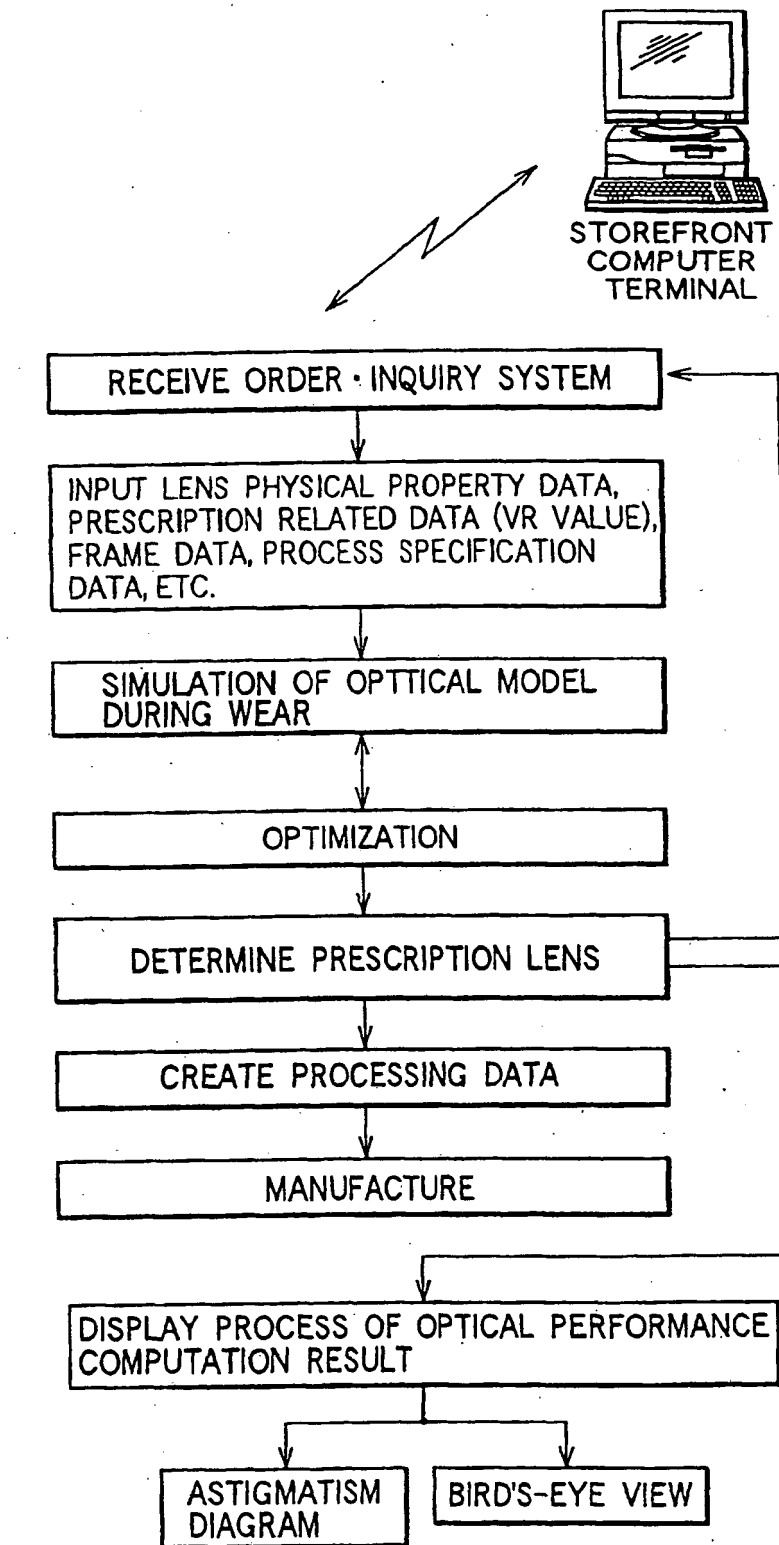 STOREFRONT
COMPUTER
TERMINAL
RECEIVE ORDER · INQUIRY SYSTEM
INPUT LENS PHYSICAL PROPERTY DATA,
PRESCRIPTION RELATED DATA (VR VALUE),
FRAME DATA, PROCESS SPECIFICATION
DATA, ETC.
SIMULATION OF OPTTICAL MODEL
DURING WEAR
OPTIMIZATION
DETERMINE PRESCRIPTION LENS
CREATE PROCESSING DATA
MANUFACTURE
DISPLAY PROCESS OF OPTICAL PERFORMANCE
COMPUTATION RESULT
ASTIGMATISM
DIAGRAM
BIRD'S-EYE VIEW